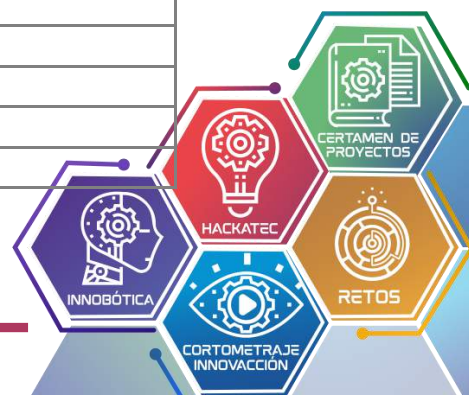 CERTAMEN DE
PROYECTOS
HACKATEC
INNOBÓTICA
RETOS
CORTOMETRAJE
INNOVACCIÓN